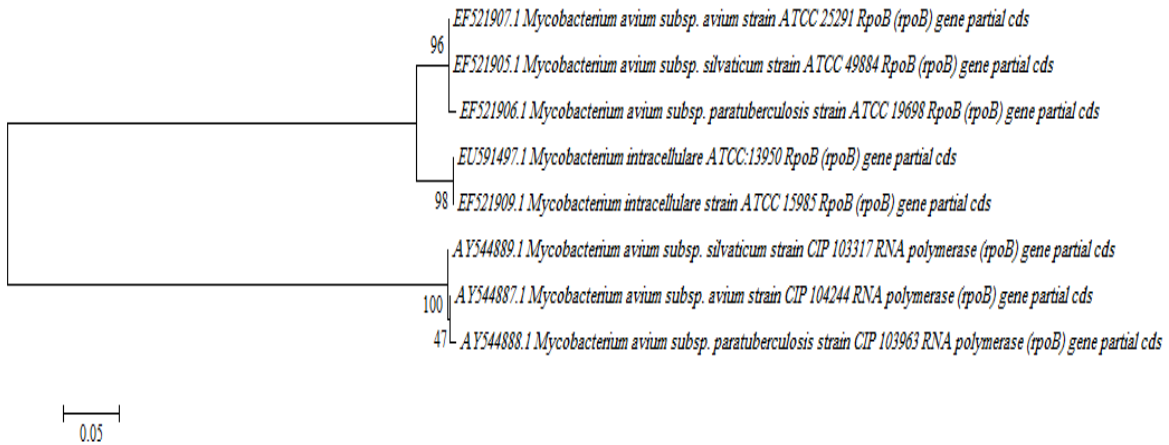 EF521907.1 Mycobacterium avium subsp. avium strain ATCC 25291 RpoB (rpoB) gene partial cds
96
EF521905.1 Mycobacterium avium subsp. silvaticum strain ATCC 49884 RpoB (rpoB) gene partial cds
EF521906.1 Mycobacterium avium subsp. paratuberculosis strain ATCC 19698 RpoB (rpoB) gene partial cds
EU591497.1 Mycobacterium intracellulare ATCC:13950 RpoB (rpoB) gene partial cds
98
EF521909.1 Mycobacterium intracellulare strain ATCC 15985 RpoB (rpoB) gene partial cds
AY544889.1 Mycobacterium avium subsp. silvaticum strain CIP 103317 RNA polymerase (rpoB) gene partial cds
100
AY544887.1 Mycobacterium avium subsp. avium strain CIP 104244 RNA polymerase (rpoB) gene partial cds
47
AY544888.1 Mycobacterium avium subsp. paratuberculosis strain CIP 103963 RNA polymerase (rpoB) gene partial cds
0.05